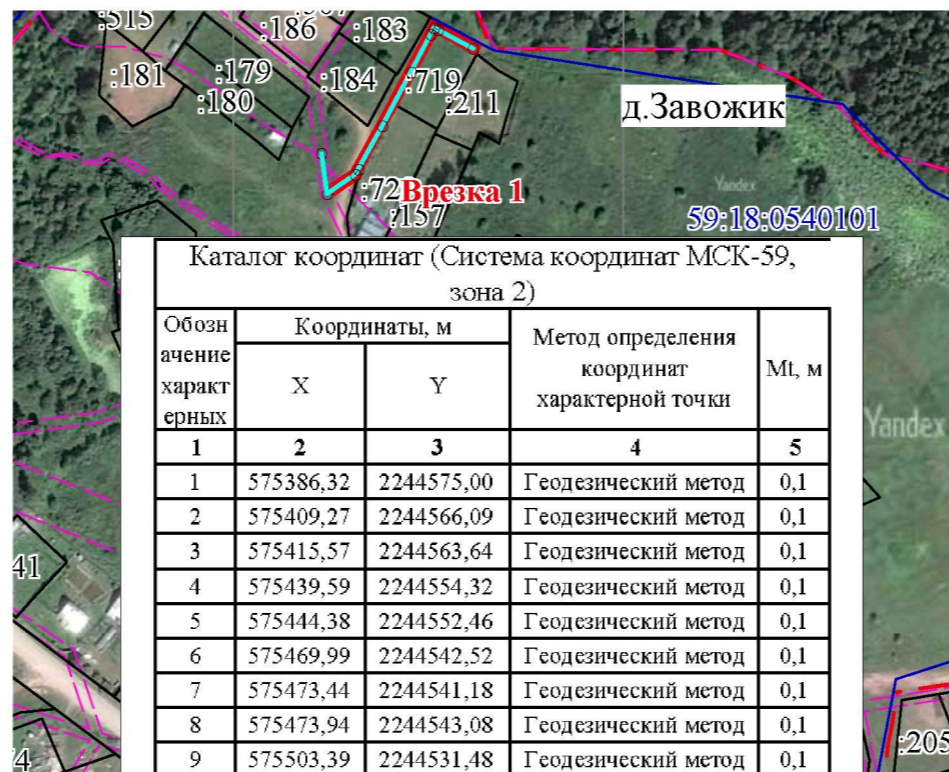 :515
:186
:183
:181
:179
:184
:719
:180
:211
д.Завожик
Yandex
:72
Врезка 1
:157
59:18:0540101
Каталог координат (Система координат МСК-59,
зона 2)
Обозн
ачение
характ
ерных
Координаты, м
X
Y
Метод определения
координат
характерной точки
Mt, м
1 2 3 4 5
1 575386,32 2244575,00 Геодезический метод 0,1
2 575409,27 2244566,09 Геодезический метод 0,1
3 575415,57 2244563,64 Геодезический метод 0,1
4 575439,59 2244554,32 Геодезический метод 0,1
5 575444,38 2244552,46 Геодезический метод 0,1
6 575469,99 2244542,52 Геодезический метод 0,1
7 575473,44 2244541,18 Геодезический метод 0,1
8 575473,94 2244543,08 Геодезический метод 0,1
9 575503,39 2244531,48 Геодезический метод 0,1
Yandex
41
:205